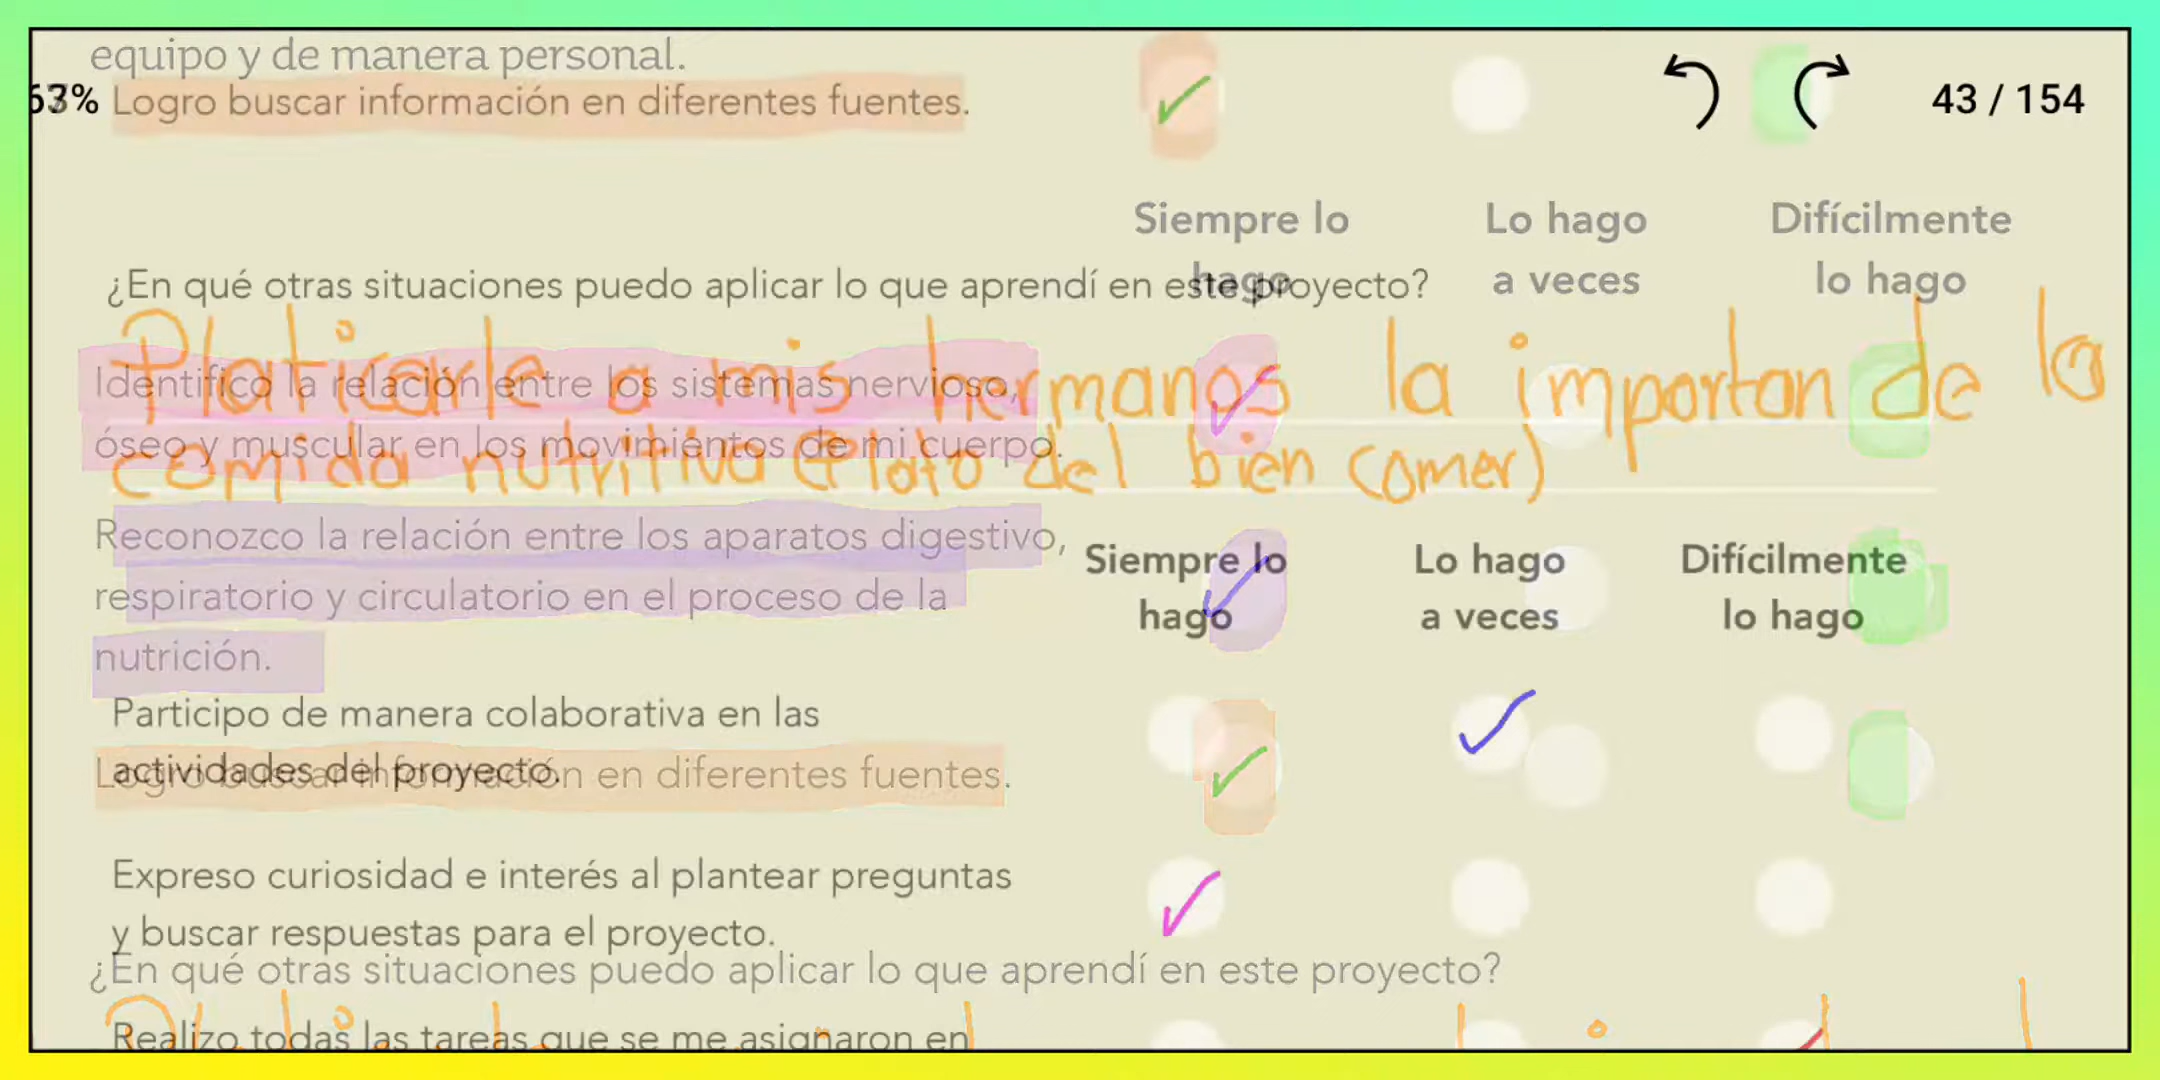 equipo y de manera personal.
Logro buscar información en diferentes fuentes.
43 / 154
Siempre lo hago
Lo hago a veces
Difícilmente lo hago
¿En qué otras situaciones puedo aplicar lo que aprendí en este proyecto?
Platicarle a mis hermanos la importan de la
comida nutritiva (Plato del bien comer)
Identifico la relación entre los sistemas nervioso,
óseo y muscular en los movimientos de mi cuerpo.
Reconozco la relación entre los aparatos digestivo,
respiratorio y circulatorio en el proceso de la
nutrición.
Siempre lo hago
Lo hago a veces
Difícilmente lo hago
Participo de manera colaborativa en las
actividades del proyecto.
Logro buscar información en diferentes fuentes.
Expreso curiosidad e interés al plantear preguntas
y buscar respuestas para el proyecto.
¿En qué otras situaciones puedo aplicar lo que aprendí en este proyecto?
Realizo todas las tareas que se me asignaron en